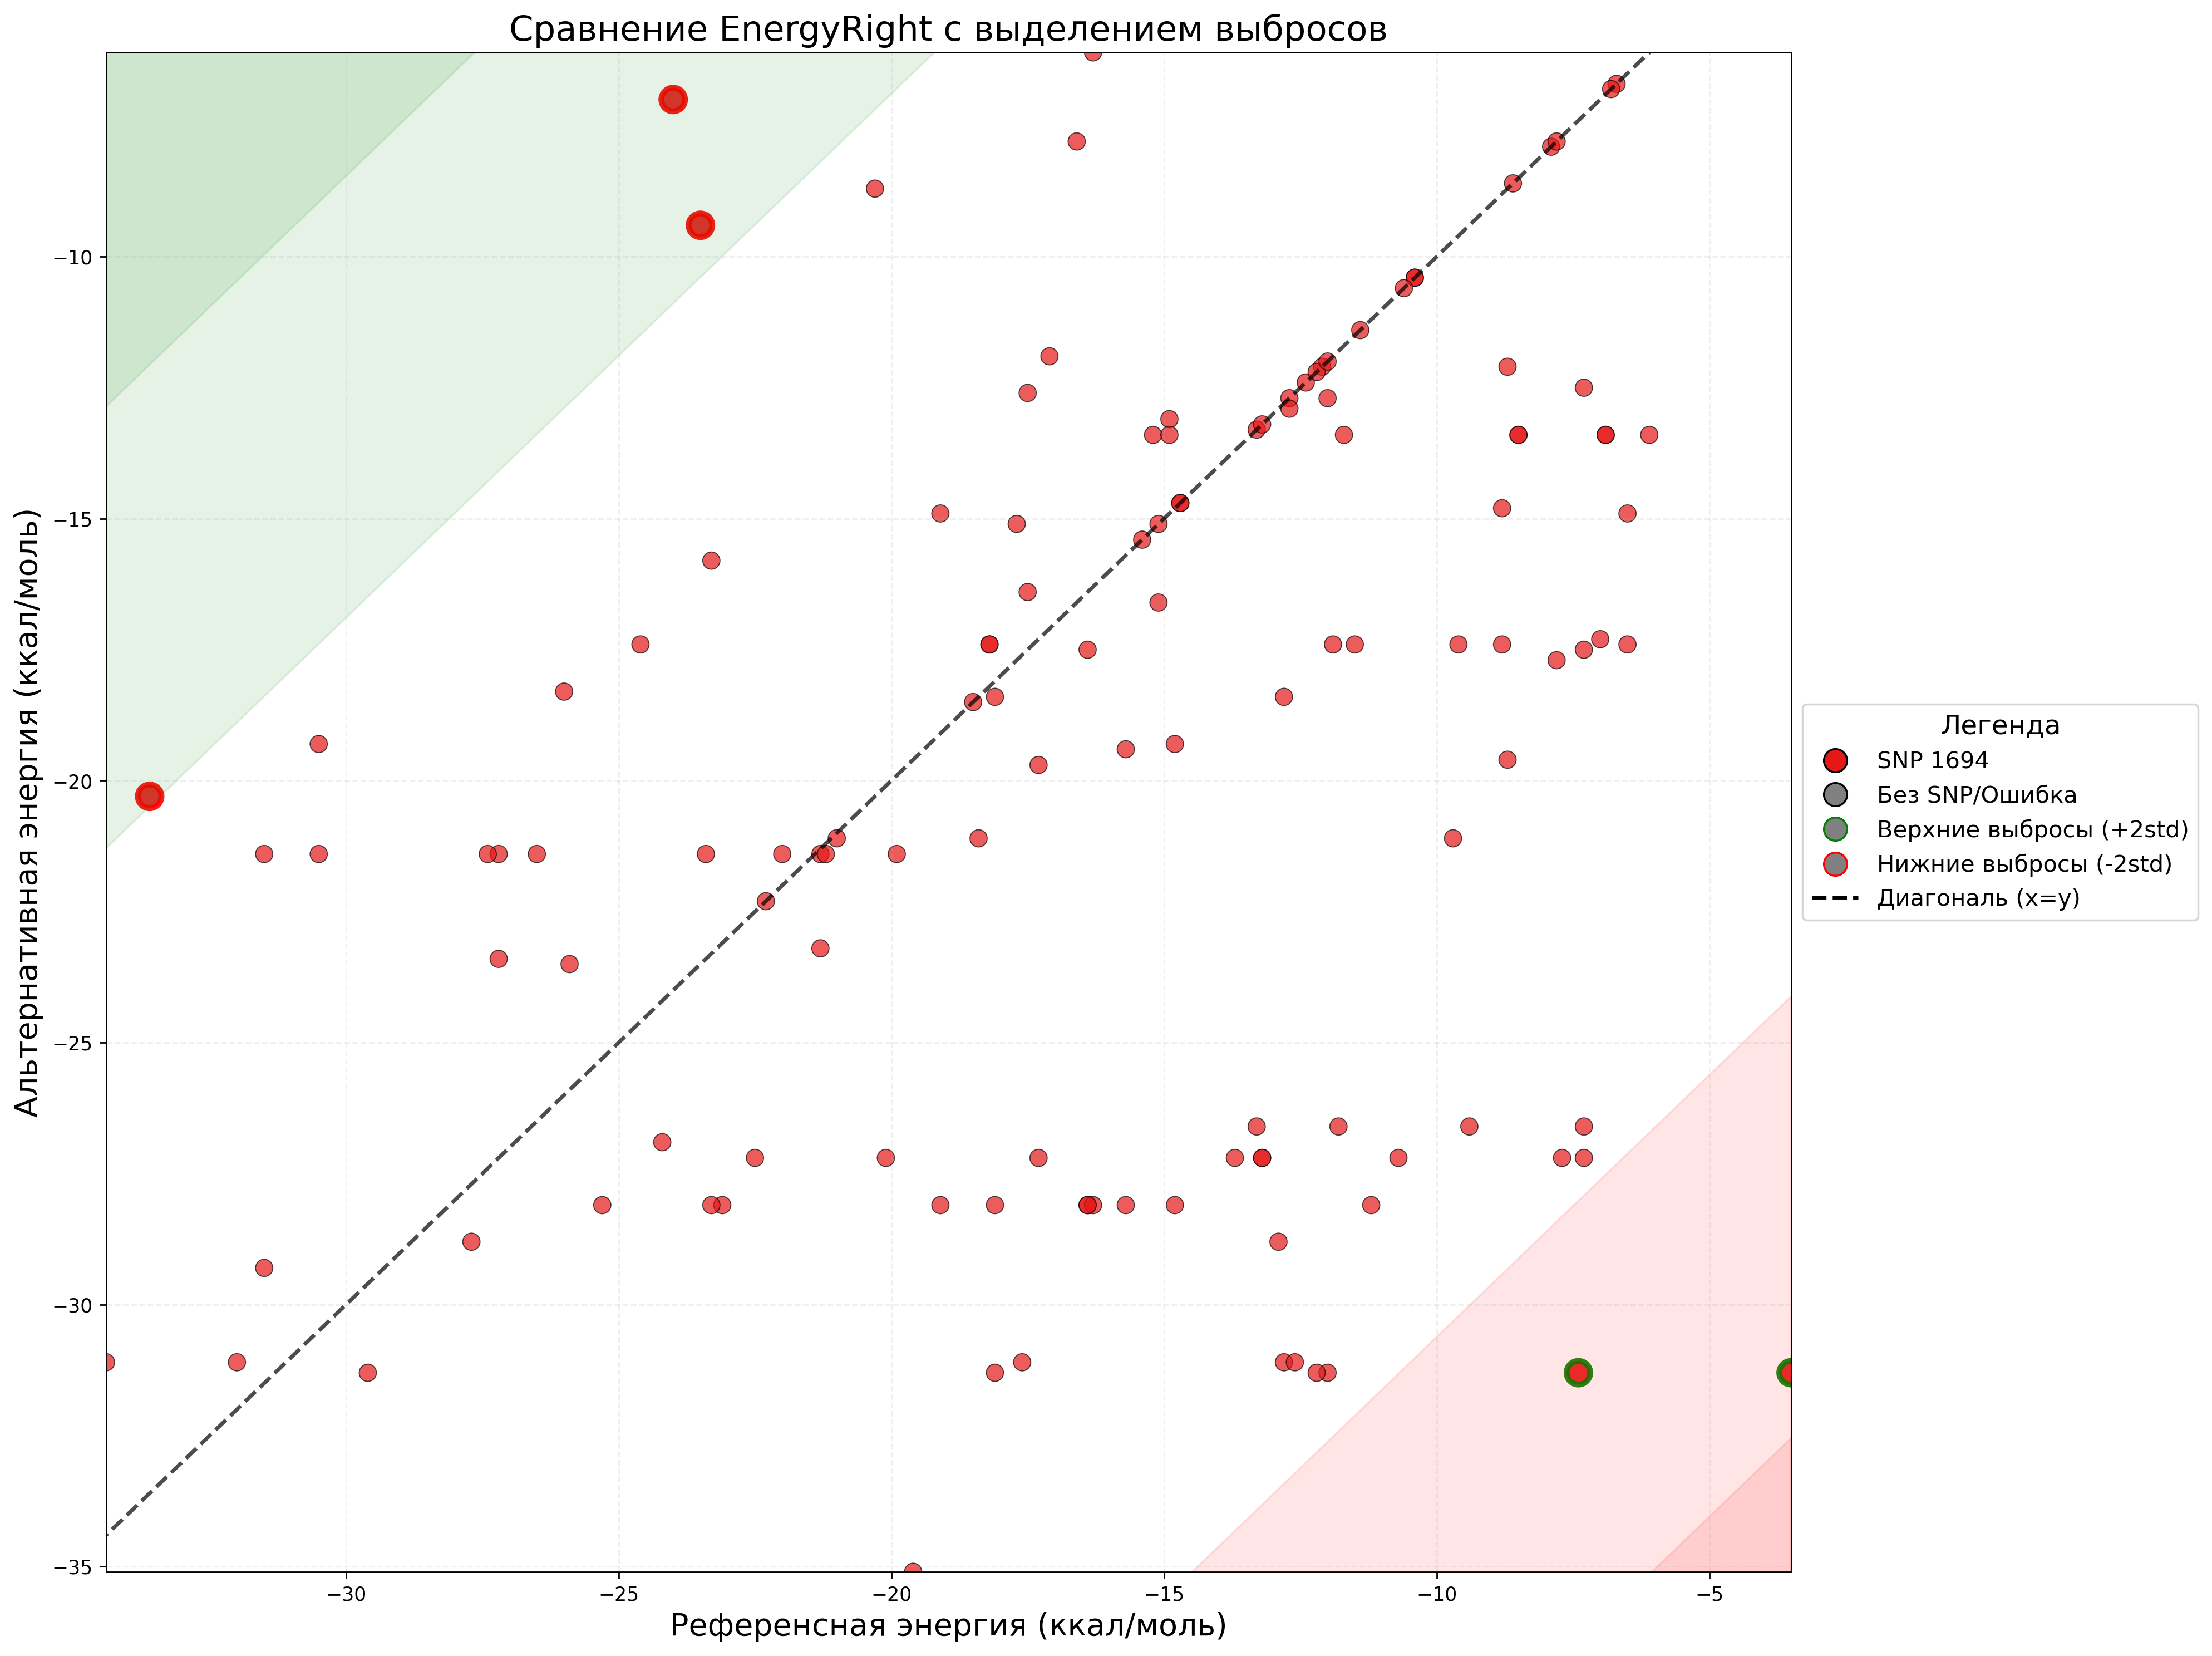 Сравнение EnergyRight с выделением выбросов
Альтернативная энергия (ккал/моль)
−10
−15
−20
−25
−30
−35
−30
−25
−20
−15
−10
−5
Референсная энергия (ккал/моль)
Легенда
SNP 1694
Без SNP/Ошибка
Верхние выбросы (+2std)
Нижние выбросы (-2std)
Диагональ (x=y)